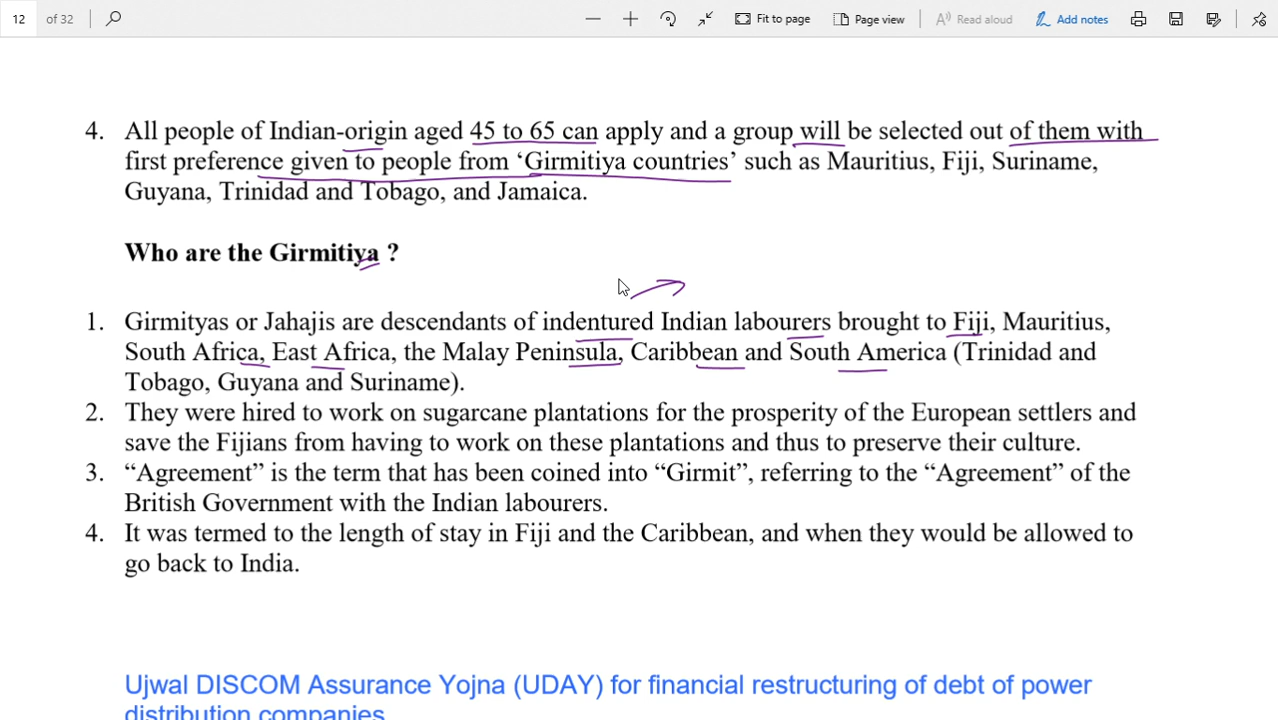 12 of 32 Fit to page Page view Read aloud Add notes
4. All people of Indian-origin aged 45 to 65 can apply and a group will be selected out of them with
first preference given to people from ‘Girmitiya countries’ such as Mauritius, Fiji, Suriname,
Guyana, Trinidad and Tobago, and Jamaica.
Who are the Girmitiya ?
1. Girmityas or Jahajis are descendants of indentured Indian labourers brought to Fiji, Mauritius,
South Africa, East Africa, the Malay Peninsula, Caribbean and South America (Trinidad and
Tobago, Guyana and Suriname).
2. They were hired to work on sugarcane plantations for the prosperity of the European settlers and
save the Fijians from having to work on these plantations and thus to preserve their culture.
3. “Agreement” is the term that has been coined into “Girmit”, referring to the “Agreement” of the
British Government with the Indian labourers.
4. It was termed to the length of stay in Fiji and the Caribbean, and when they would be allowed to
go back to India.
Ujwal DISCOM Assurance Yojna (UDAY) for financial restructuring of debt of power
distribution companies